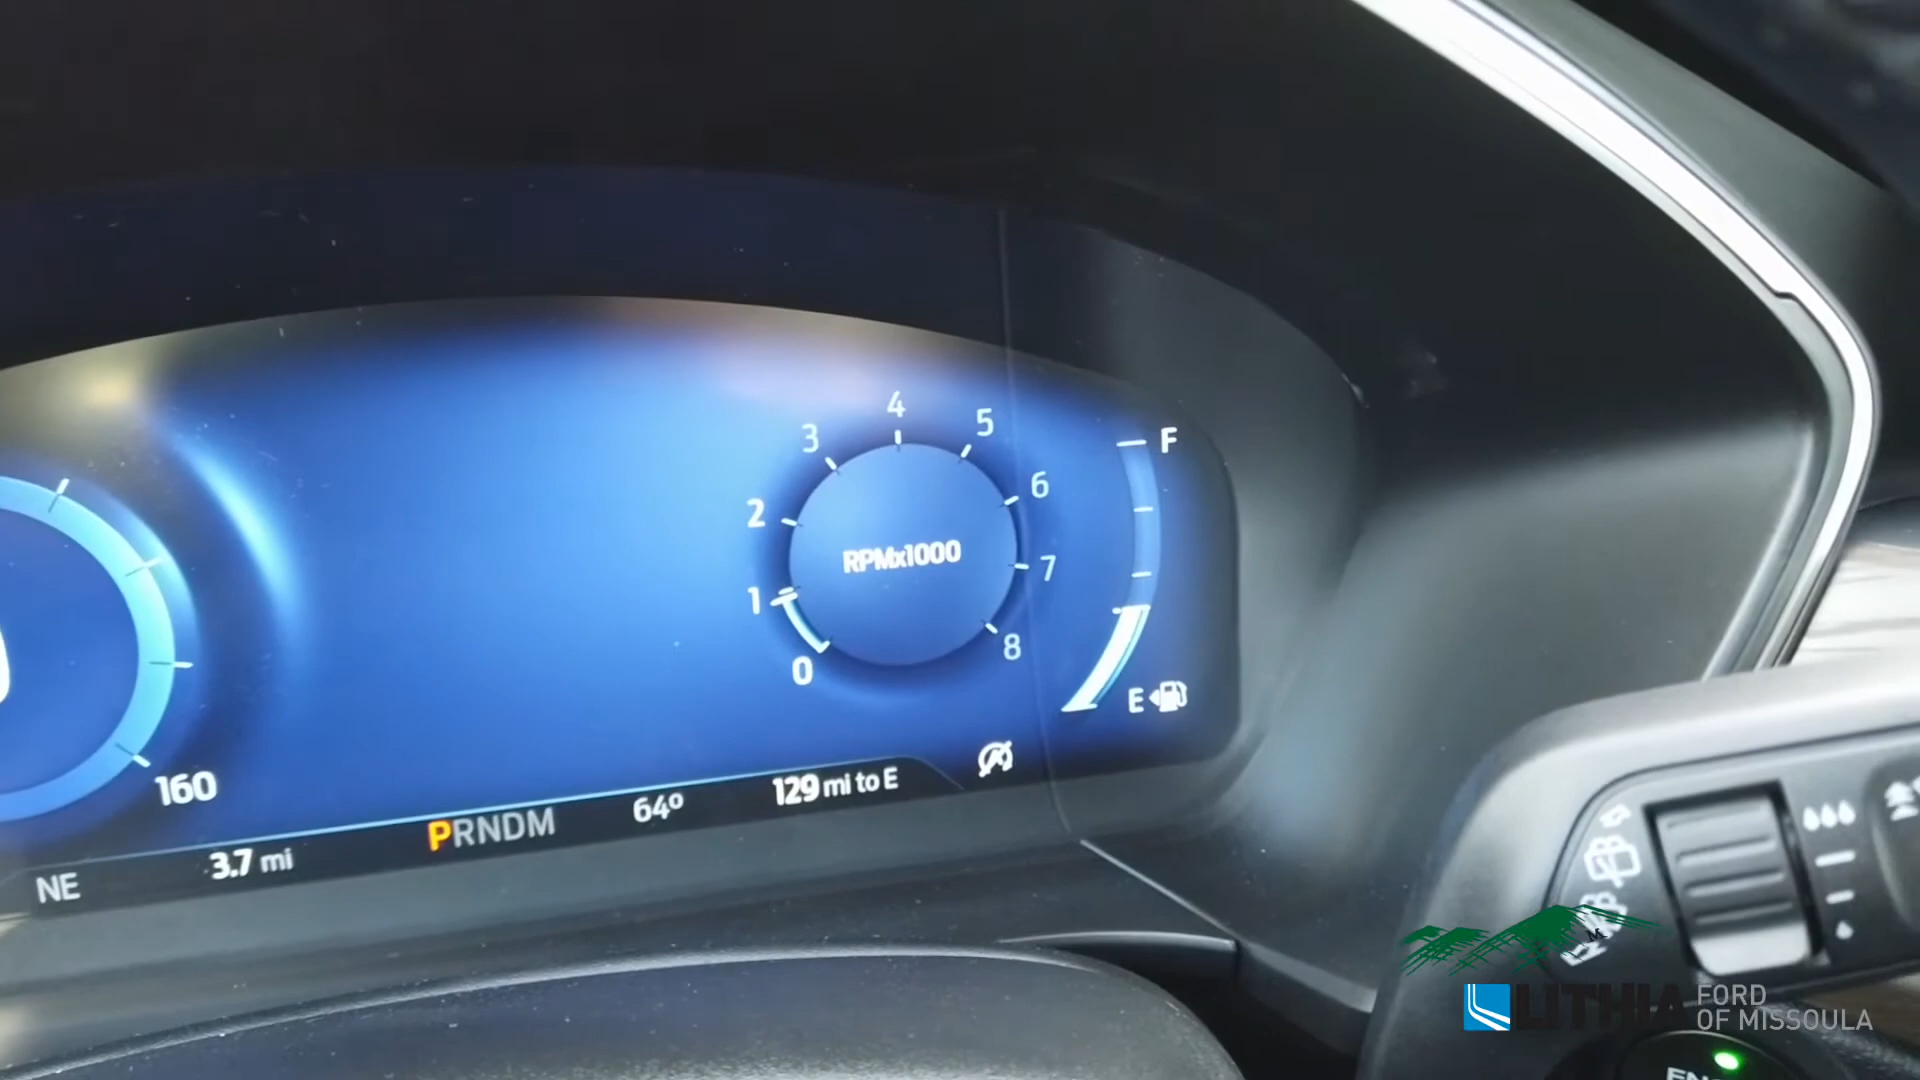 4
3
5
F
2
6
RPMx1000
7
1
8
0
E
160
PRNDM
64º
129 mi to E
3.7 mi
NE
M
LITHIA FORD
OF MISSOULA